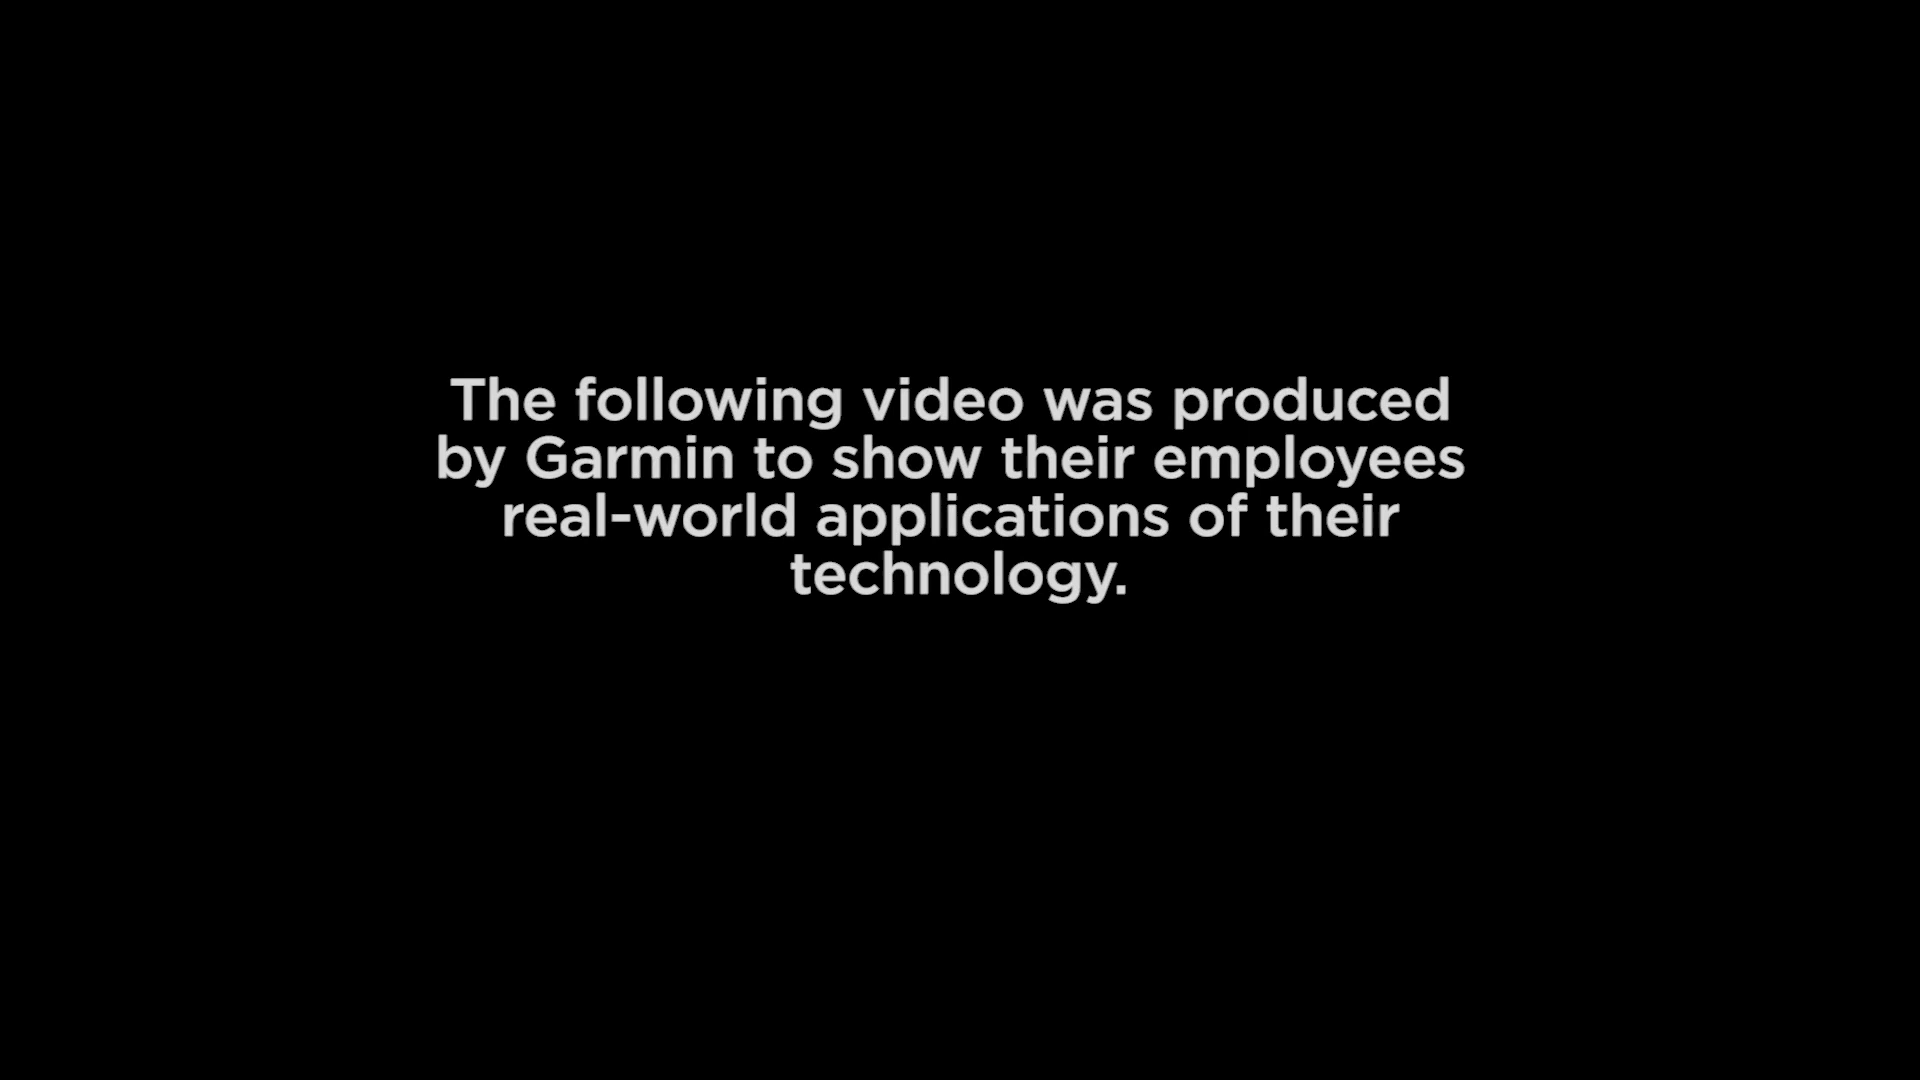 The following video was produced
by Garmin to show their employees
real-world applications of their
technology.